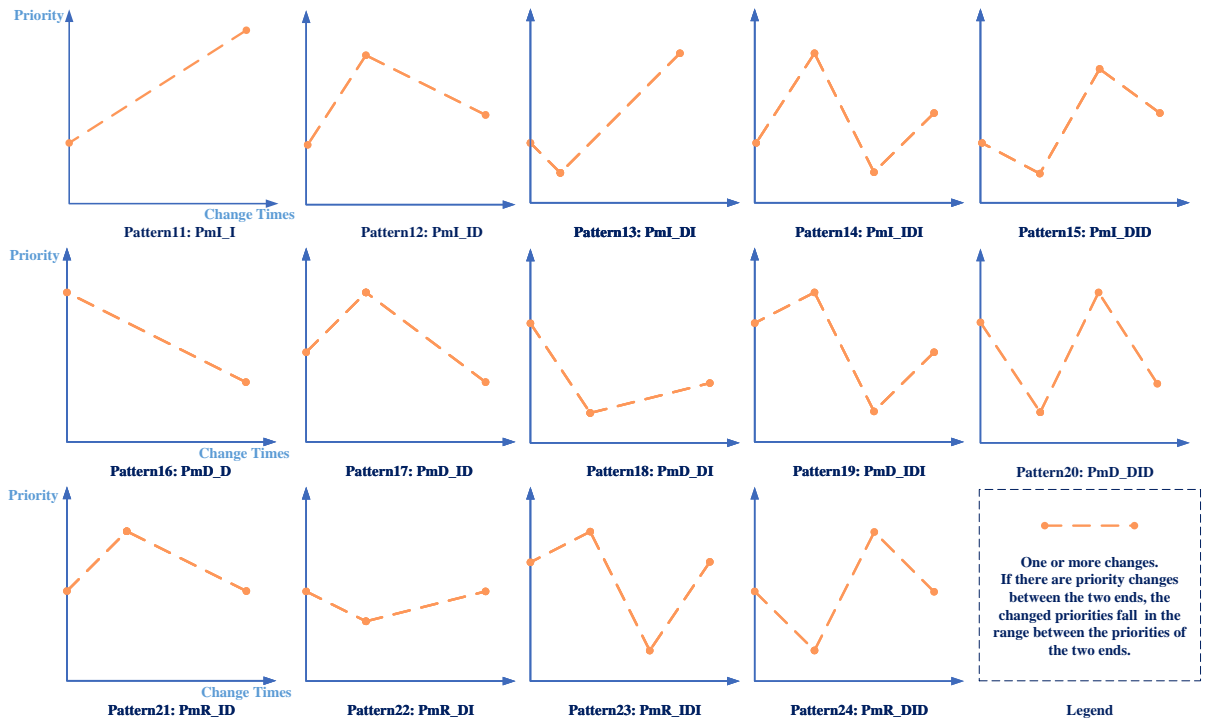 Priority
Change Times
Pattern11: PmI_I
Pattern12: PmI_ID
Pattern13: PmI_DI
Pattern14: PmI_IDI
Pattern15: PmI_DID
Priority
Change Times
Pattern16: PmD_D
Pattern17: PmD_ID
Pattern18: PmD_DI
Pattern19: PmD_IDI
Pattern20: PmD_DID
Priority
Change Times
Pattern21: PmR_ID
Pattern22: PmR_DI
Pattern23: PmR_IDI
Pattern24: PmR_DID
One or more changes.
If there are priority changes
between the two ends, the
changed priorities fall in the
range between the priorities of
the two ends.
Legend